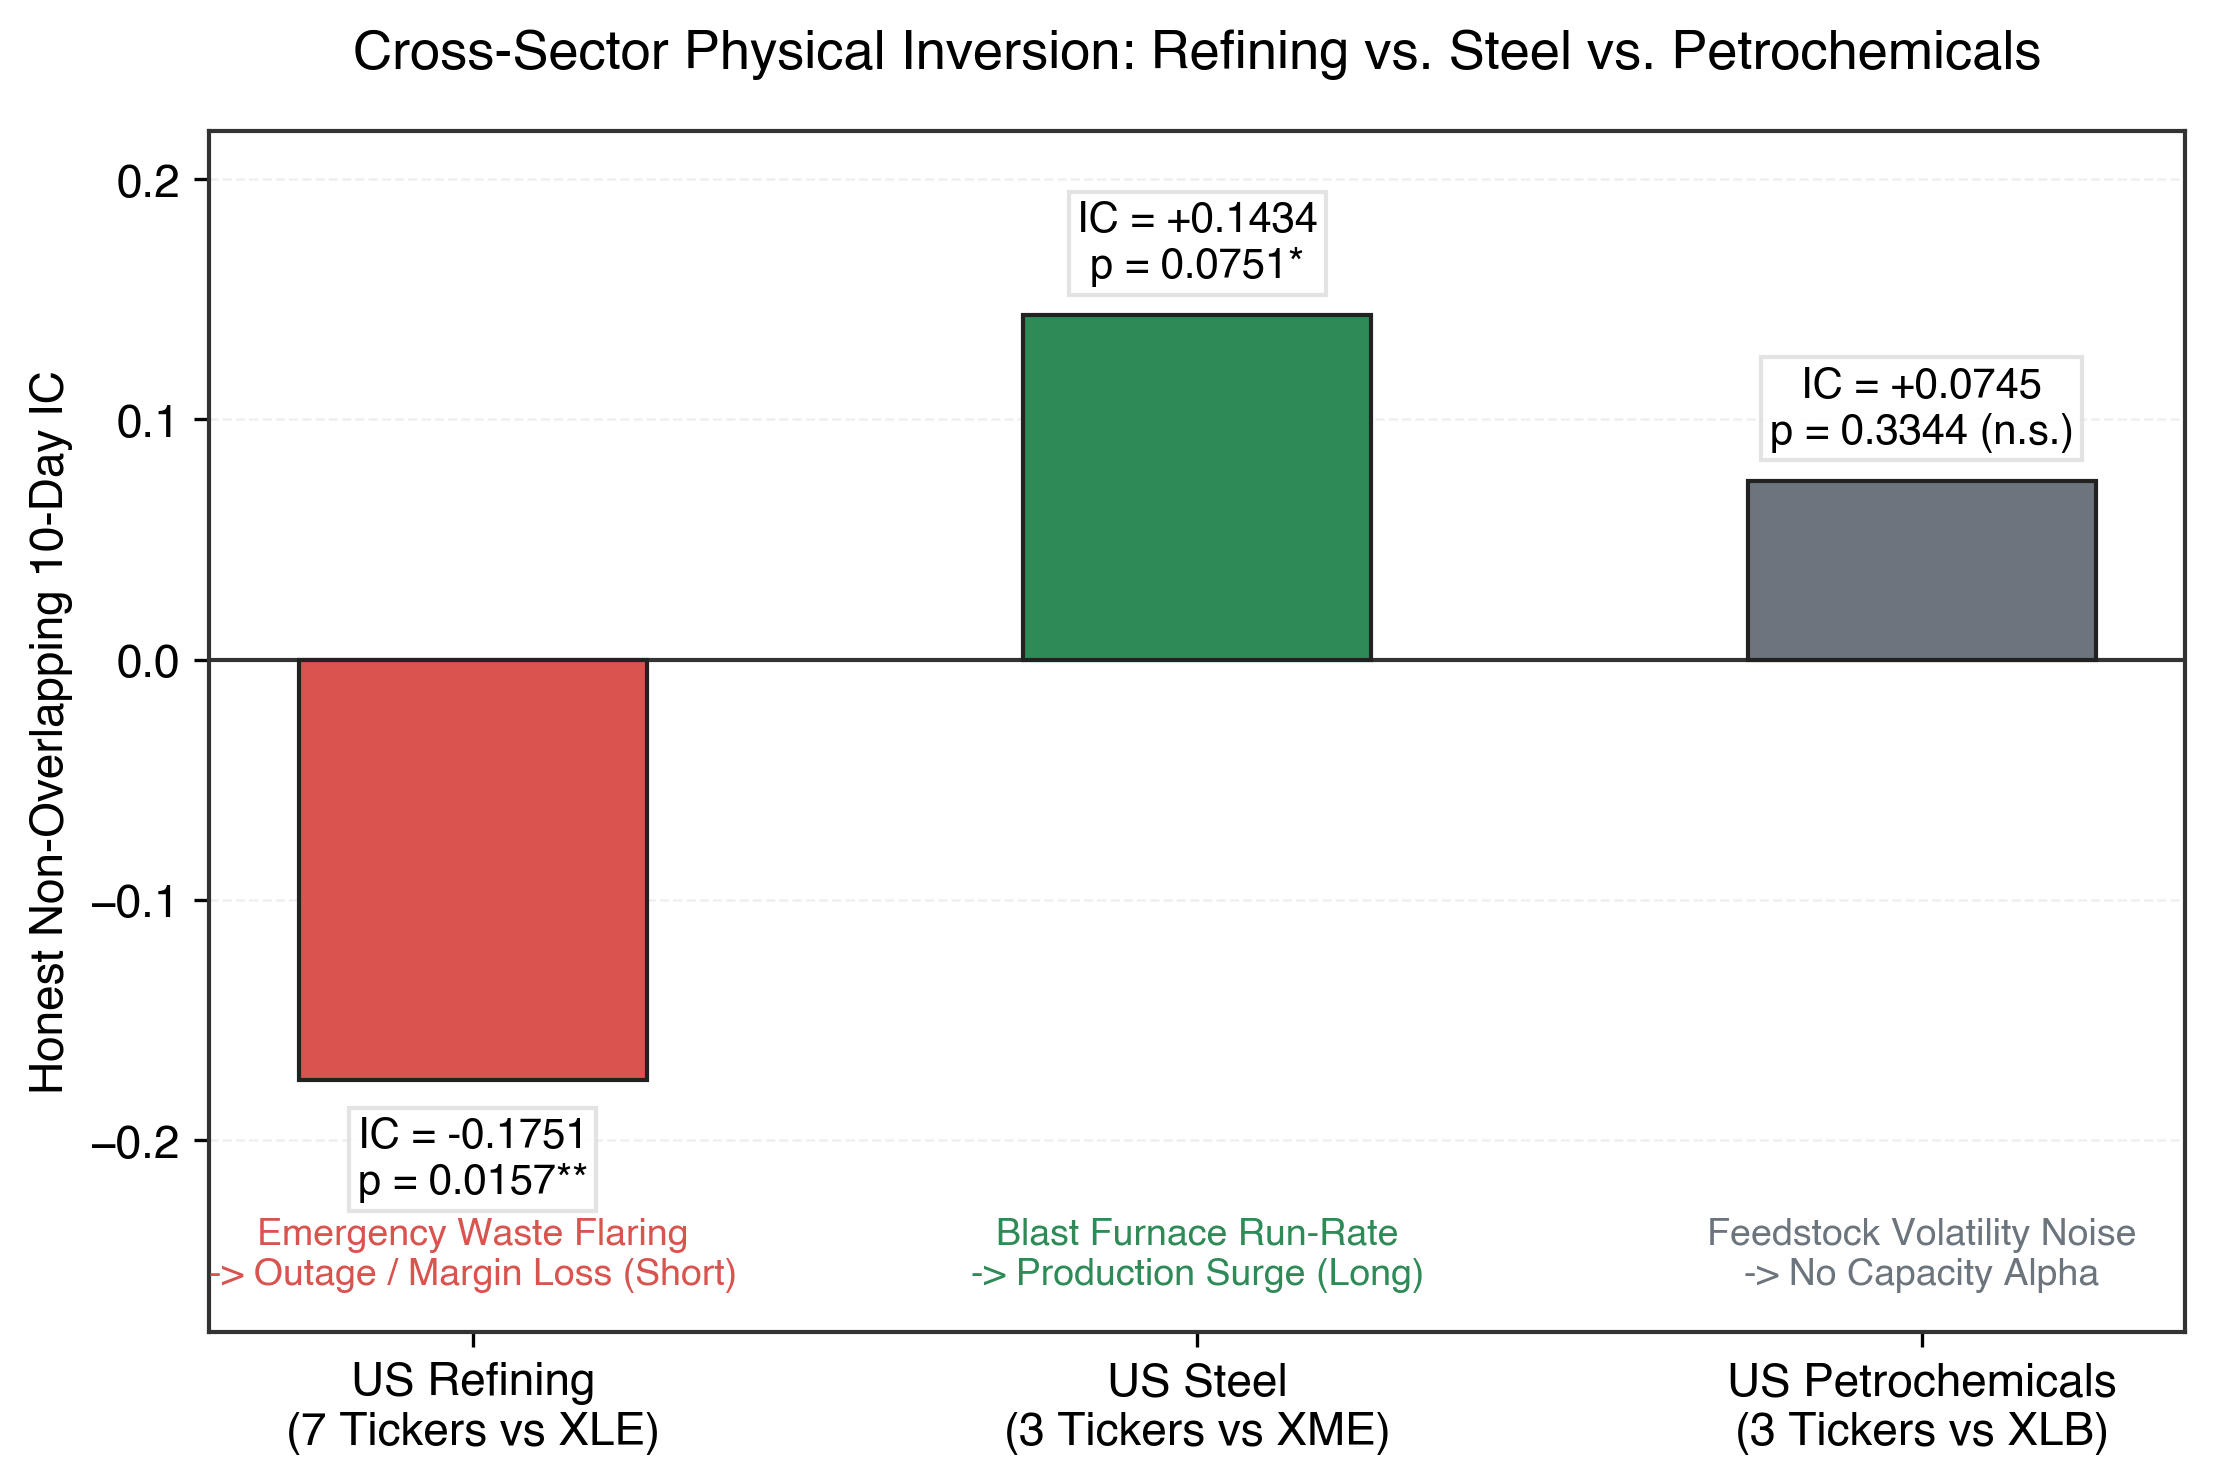 Cross-Sector Physical Inversion: Refining vs. Steel vs. Petrochemicals
Honest Non-Overlapping 10-Day IC
0.2
0.1
0.0
−0.1
−0.2
IC = -0.1751
p = 0.0157**
IC = +0.1434
p = 0.0751*
IC = +0.0745
p = 0.3344 (n.s.)
Emergency Waste Flaring
-> Outage / Margin Loss (Short)
Blast Furnace Run-Rate
-> Production Surge (Long)
Feedstock Volatility Noise
-> No Capacity Alpha
US Refining
(7 Tickers vs XLE)
US Steel
(3 Tickers vs XME)
US Petrochemicals
(3 Tickers vs XLB)